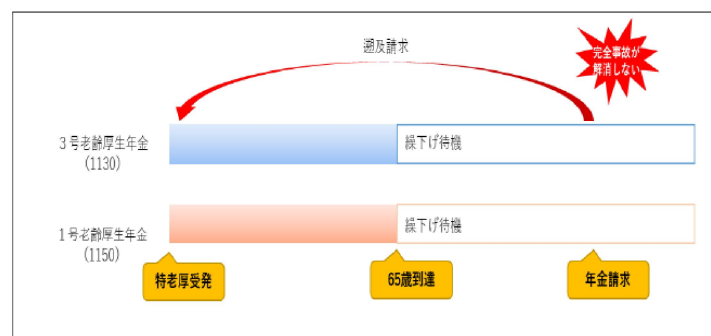 遡及請求
完全事故が
解消しない
3号老齢厚生年金
(1130)
繰下げ待機
1号老齢厚生年金
(1150)
繰下げ待機
特老厚受発
65歳到達
年金請求